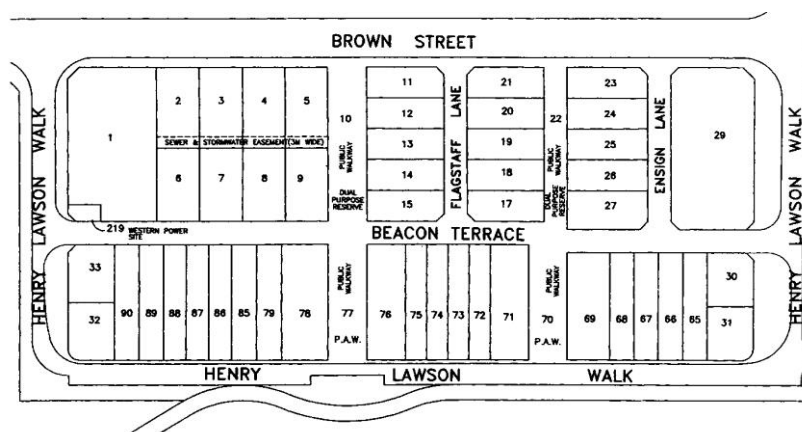 BROWN STREET
HENRY LAWSON WALK
1
2
3
4
5
SEWER & STORMWATER EASEMENT(3M WIDE)
6
7
8
9
10
PUBLIC
WALKWAY
DUAL
PURPOSE
RESERVE
11
12
13
14
15
FLAGSTAFF LANE
21
20
19
18
17
22
PUBLIC
WALKWAY
DUAL
PURPOSE
RESERVE
23
24
25
26
27
ENSIGN LANE
29
HENRY LAWSON WALK
219 WESTERN POWER
SITE
BEACON TERRACE
33
32
90
89
88
87
86
85
79
78
PUBLIC
WALKWAY
77
P.A.W.
76
75
74
73
72
71
PUBLIC
WALKWAY
70
P.A.W.
69
68
67
66
65
30
31
HENRY LAWSON WALK